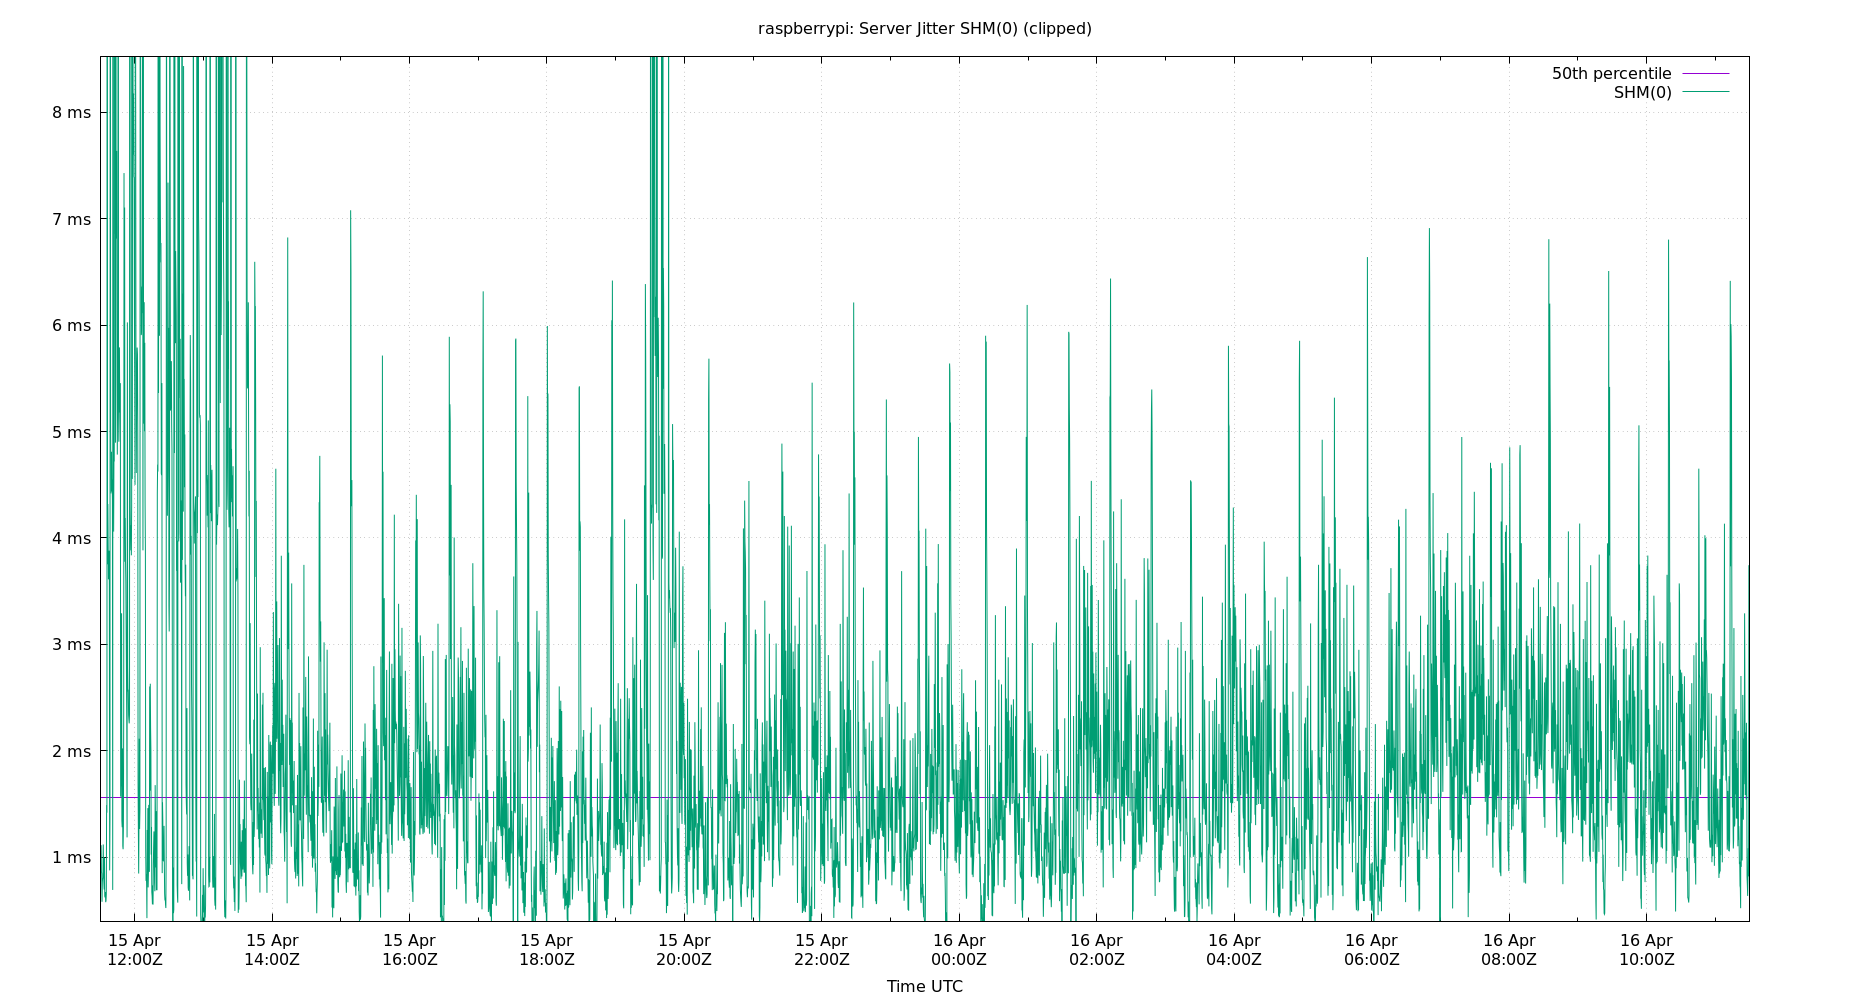 raspberrypi: Server Jitter SHM(0) (clipped)
50th percentile
SHM(0)
8 ms
7 ms
6 ms
5 ms
4 ms
3 ms
2 ms
1 ms
15 Apr 15 Apr 15 Apr 15 Apr 15 Apr 15 Apr 16 Apr 16 Apr 16 Apr 16 Apr 16 Apr 16 Apr
12:00Z 14:00Z 16:00Z 18:00Z 20:00Z 22:00Z 00:00Z 02:00Z 04:00Z 06:00Z 08:00Z 10:00Z
Time UTC